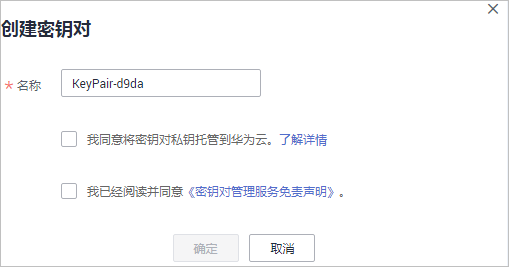 创建密钥对
* 名称 KeyPair-d9da
我同意将密钥对私钥托管到华为云。了解详情
我已经阅读并同意《密钥对管理服务免责声明》。
确定 取消